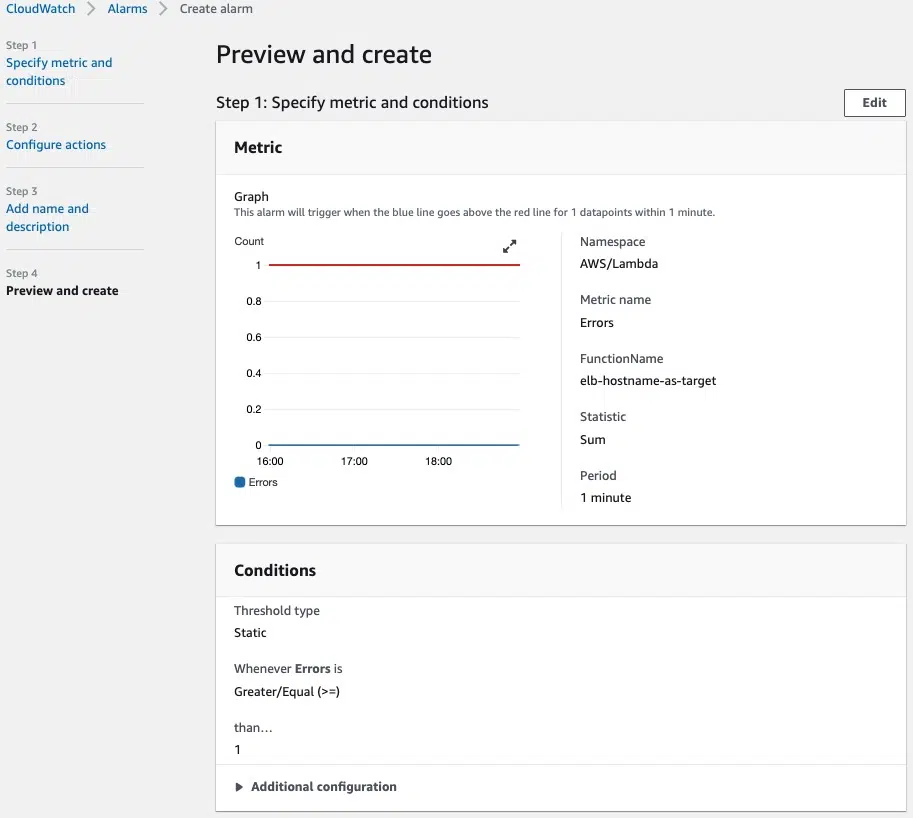 CloudWatch > Alarms > Create alarm
Step 1
Specify metric and
conditions
Step 2
Configure actions
Step 3
Add name and
description
Step 4
Preview and create
Preview and create
Step 1: Specify metric and conditions
Edit
Metric
Graph
This alarm will trigger when the blue line goes above the red line for 1 datapoints within 1 minute.
Count
1
0.8
0.6
0.4
0.2
0
16:00 17:00 18:00
Errors
Namespace
AWS/Lambda
Metric name
Errors
FunctionName
elb-hostname-as-target
Statistic
Sum
Period
1 minute
Conditions
Threshold type
Static
Whenever Errors is
Greater/Equal (>=)
than…
1
Additional configuration